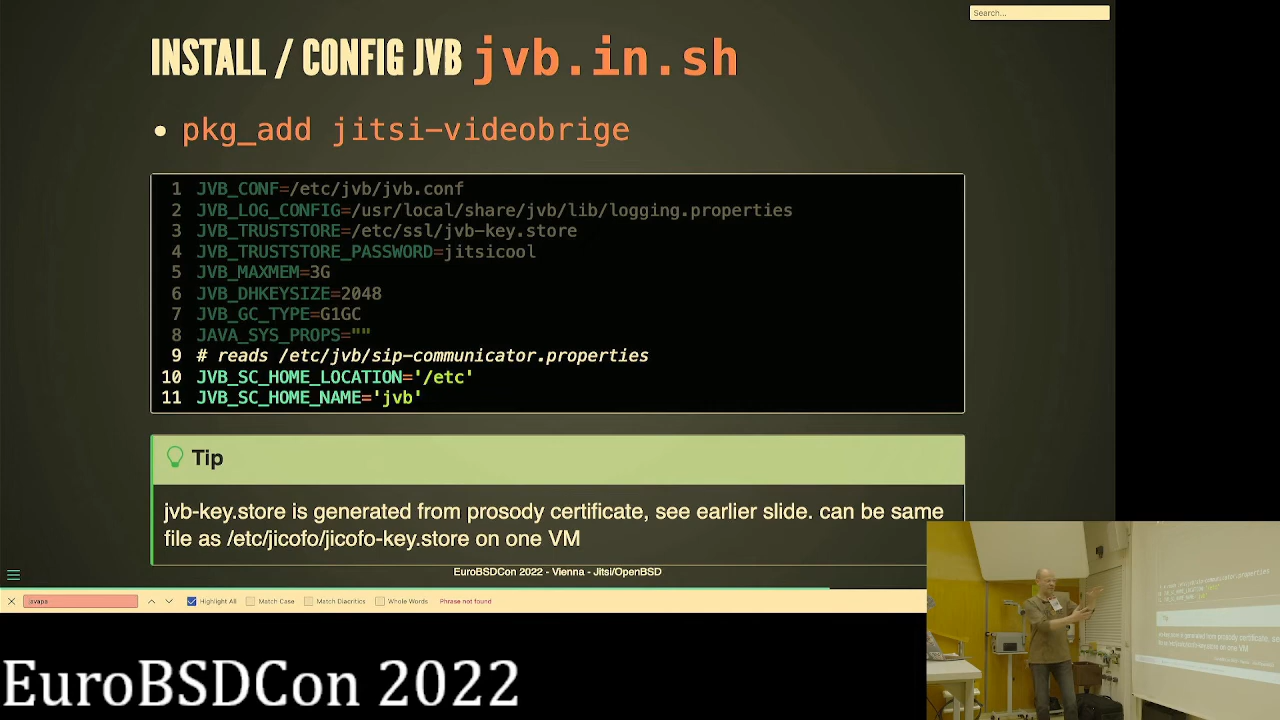 Search...
INSTALL / CONFIG JVB jvb.in.sh
• pkg_add jitsi-videobrige
1 JVB_CONF=/etc/jvb/jvb.conf
2 JVB_LOG_CONFIG=/usr/local/share/jvb/lib/logging.properties
3 JVB_TRUSTSTORE=/etc/ssl/jvb-key.store
4 JVB_TRUSTSTORE_PASSWORD=jitsicool
5 JVB_MAXMEM=3G
6 JVB_DHKEYSIZE=2048
7 JVB_GC_TYPE=G1GC
8 JAVA_SYS_PROPS=""
9 # reads /etc/jvb/sip-communicator.properties
10 JVB_SC_HOME_LOCATION='/etc'
11 JVB_SC_HOME_NAME='jvb'
Tip
jvb-key.store is generated from prosody certificate, see earlier slide. can be same
file as /etc/jicofo/jicofo-key.store on one VM
EuroBSDCon 2022 - Vienna - Jitsi/OpenBSD
Highlight All Match Case Match Diacritics Whole Words Phrase not found
EuroBSDCon 2022